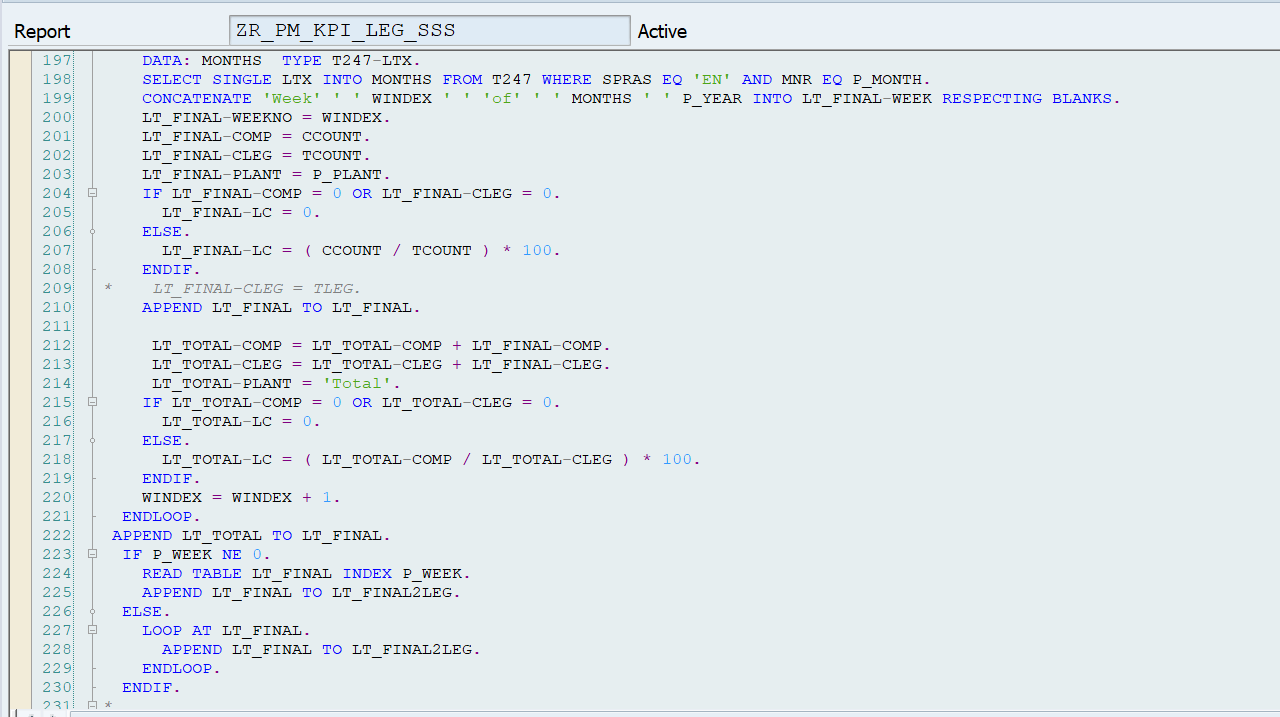 Report ZR_PM_KPI_LEG_SSS Active
197 DATA: MONTHS  TYPE T247-LTX.
198 SELECT SINGLE LTX INTO MONTHS FROM T247 WHERE SPRAS EQ 'EN' AND MNR EQ P_MONTH.
199 CONCATENATE 'Week' ' ' WINDEX ' ' 'of' ' ' MONTHS ' ' P_YEAR INTO LT_FINAL-WEEK RESPECTING BLANKS.
200 LT_FINAL-WEEKNO = WINDEX.
201 LT_FINAL-COMP = CCOUNT.
202 LT_FINAL-CLEG = TCOUNT.
203 LT_FINAL-PLANT = P_PLANT.
204 IF LT_FINAL-COMP = 0 OR LT_FINAL-CLEG = 0.
205 LT_FINAL-LC = 0.
206 ELSE.
207 LT_FINAL-LC = ( CCOUNT / TCOUNT ) * 100.
208 ENDIF.
209 * LT_FINAL-CLEG = TLEG.
210 APPEND LT_FINAL TO LT_FINAL.
211
212 LT_TOTAL-COMP = LT_TOTAL-COMP + LT_FINAL-COMP.
213 LT_TOTAL-CLEG = LT_TOTAL-CLEG + LT_FINAL-CLEG.
214 LT_TOTAL-PLANT = 'Total'.
215 IF LT_TOTAL-COMP = 0 OR LT_TOTAL-CLEG = 0.
216 LT_TOTAL-LC = 0.
217 ELSE.
218 LT_TOTAL-LC = ( LT_TOTAL-COMP / LT_TOTAL-CLEG ) * 100.
219 ENDIF.
220 WINDEX = WINDEX + 1.
221 ENDLOOP.
222 APPEND LT_TOTAL TO LT_FINAL.
223 IF P_WEEK NE 0.
224 READ TABLE LT_FINAL INDEX P_WEEK.
225 APPEND LT_FINAL TO LT_FINAL2LEG.
226 ELSE.
227 LOOP AT LT_FINAL.
228 APPEND LT_FINAL TO LT_FINAL2LEG.
229 ENDLOOP.
230 ENDIF.
231 *